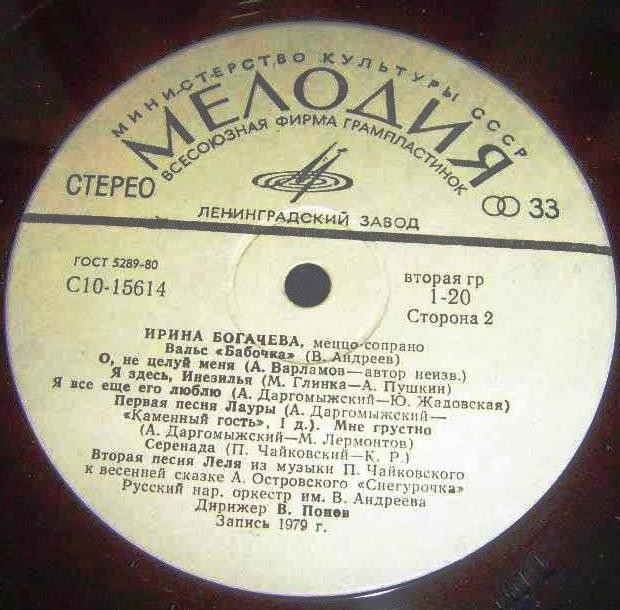 МИНИСТЕРСТВО КУЛЬТУРЫ СССР
МЕЛОДИЯ
ВСЕСОЮЗНАЯ ФИРМА ГРАМПЛАСТИНОК
СТЕРЕО
33
ЛЕНИНГРАДСКИЙ ЗАВОД
ГОСТ 5289-80
С10-15614
вторая гр
1-20
Сторона 2
ИРИНА БОГАЧЕВА, меццо-сопрано
Вальс «Бабочка» (В. Андреев)
О, не целуй меня (А. Варламов—автор неизв.)
Я здесь, Инезилья (М. Глинка—А. Пушкин)
Я все еще его люблю (А. Даргомыжский—Ю. Жадовская)
Первая песня Лауры (А. Даргомыжский—
«Каменный гость», 1 д.). Мне грустно
(А. Даргомыжский—М. Лермонтов)
Серенада (П. Чайковский—К. Р.)
Вторая песня Леля из музыки П. Чайковского
к весенней сказке А. Островского «Снегурочка»
Русский нар. оркестр им. В. Андреева
Дирижер В. Попов
Запись 1979 г.